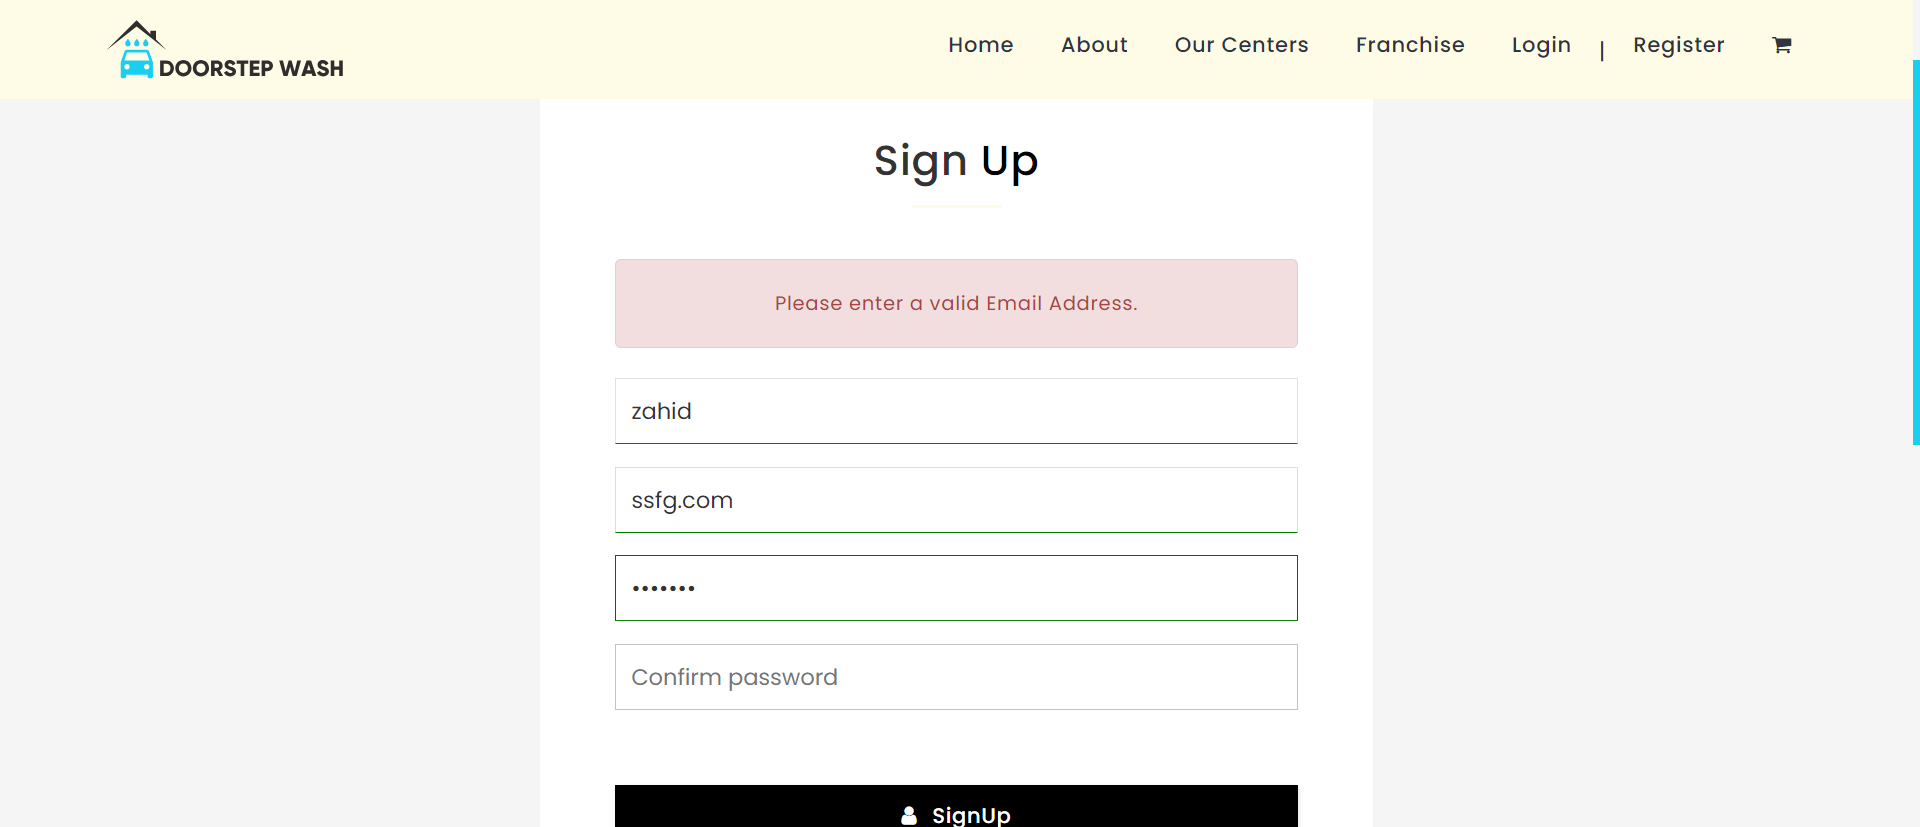 DOORSTEP WASH
Home About Our Centers Franchise Login | Register
Sign Up
Please enter a valid Email Address.
zahid
ssfg.com
•••••••
Confirm password
SignUp